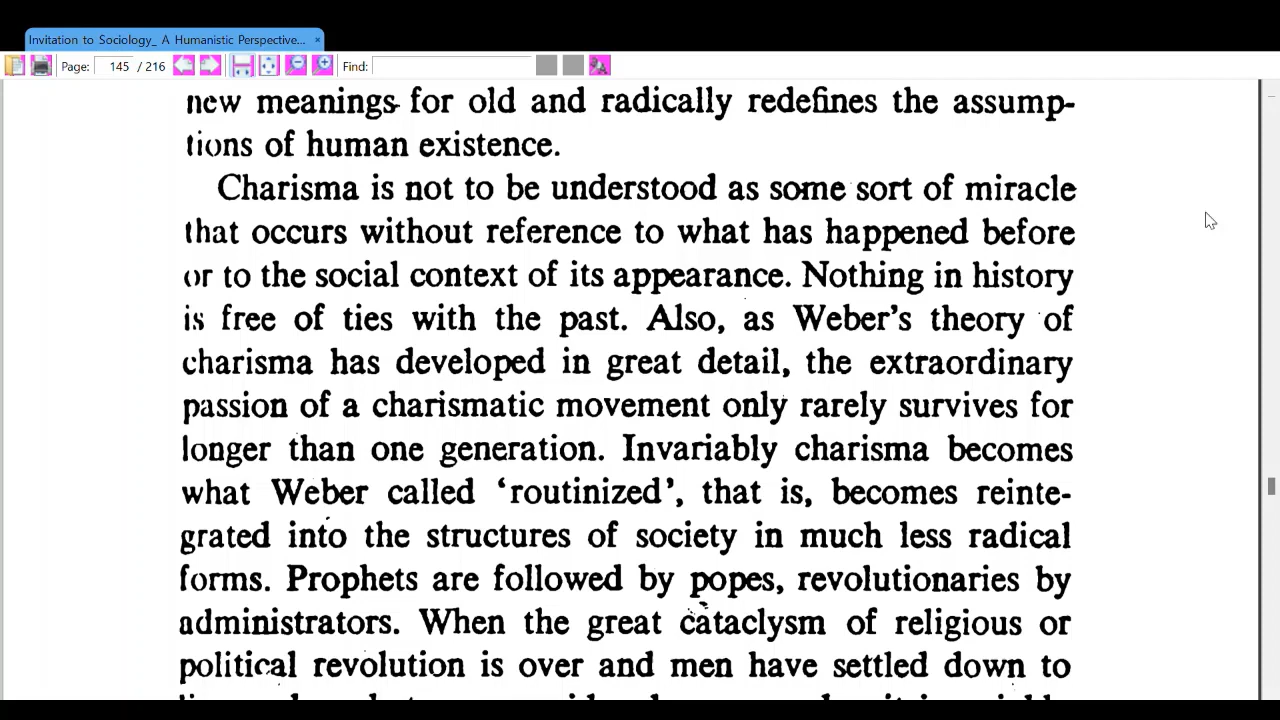 Invitation to Sociology_ A Humanistic Perspective... ×
Page: 145 / 216 Find:
new meanings for old and radically redefines the assump-
tions of human existence.
Charisma is not to be understood as some sort of miracle
that occurs without reference to what has happened before
or to the social context of its appearance. Nothing in history
is free of ties with the past. Also, as Weber's theory of
charisma has developed in great detail, the extraordinary
passion of a charismatic movement only rarely survives for
longer than one generation. Invariably charisma becomes
what Weber called 'routinized', that is, becomes reinte-
grated into the structures of society in much less radical
forms. Prophets are followed by popes, revolutionaries by
administrators. When the great cataclysm of religious or
political revolution is over and men have settled down to